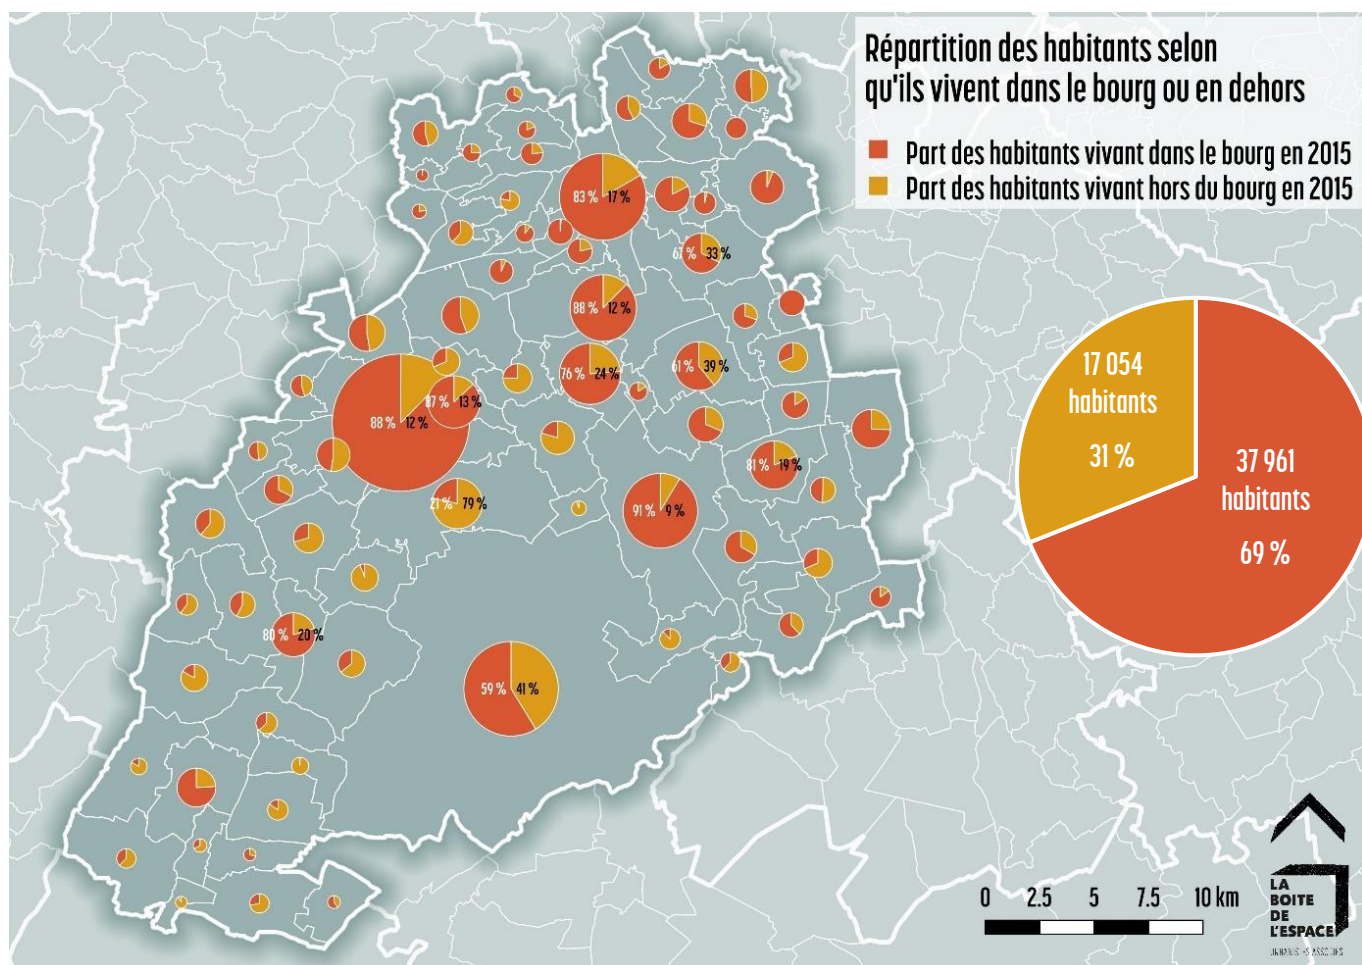 Répartition des habitants selon
qu'ils vivent dans le bourg ou en dehors
Part des habitants vivant dans le bourg en 2015
Part des habitants vivant hors du bourg en 2015
83 % 17 %
67 % 33 %
88 % 12 %
76 % 24 %
61 % 39 %
87 % 13 %
88 % 12 %
81 % 19 %
21 % 79 %
91 % 9 %
80 % 20 %
59 % 41 %
17 054
habitants
31 %
37 961
habitants
69 %
0 2.5 5 7.5 10 km
LA
BOITE
DE
L'ESPACE